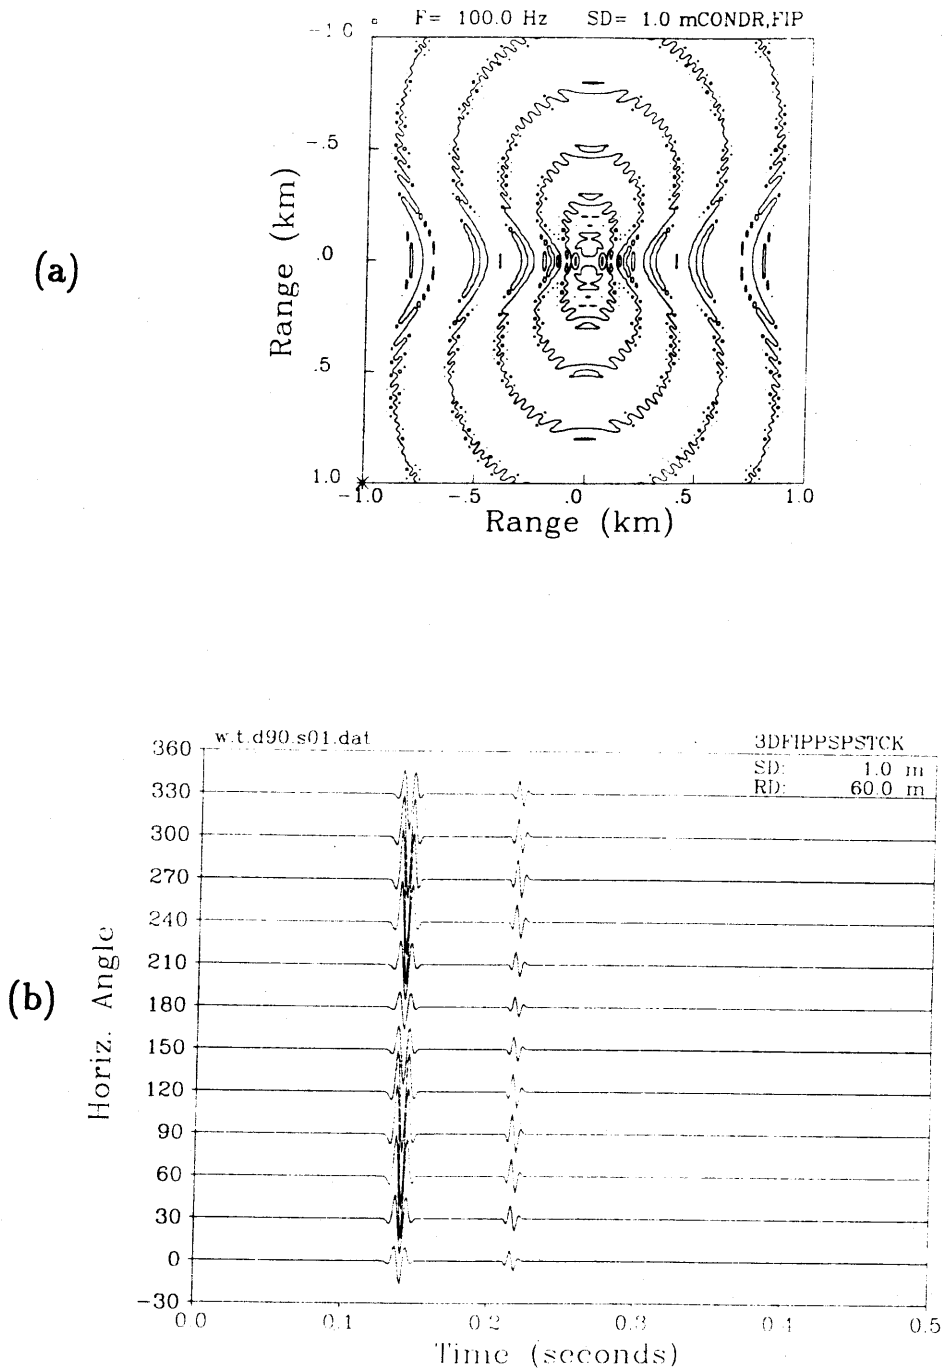 F= 100.0 Hz SD= 1.0 mCONDR,FIP
-1.0
-.5
.0
.5
1.0
Range (km)
(a)
-1.0 -.5 .0 .5 1.0
Range (km)
w.t.d90.s01.dat
3DFIPPSPSTCK
SD: 1.0 m
RD: 60.0 m
360
330
300
270
240
210
180
150
120
90
60
30
0
-30
Horiz. Angle
(b)
0.0 0.1 0.2 0.3 0.4 0.5
Time (seconds)